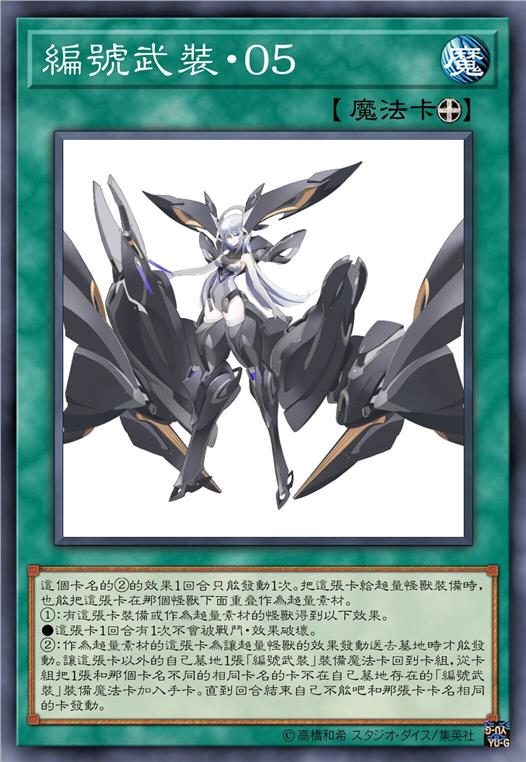 編號武裝・05
魔
【魔法卡】
這個卡名的②的效果1回合只能發動1次。把這張卡給超量怪獸裝備時,
也能把這張卡在那個怪獸下面重疊作為超量素材。
①:有這張卡裝備或作為超量素材的怪獸得到以下效果。
●這張卡1回合有1次不會被戰鬥・效果破壞。
②:作為超量素材的這張卡為讓超量怪獸的效果發動送去墓地時才能發
動。讓這張卡以外的自已墓地1張「編號武裝」裝備魔法卡回到卡組,從卡
組把1張和那個卡名不同的相同卡名的卡不在自己墓地存在的「編號武
裝」裝備魔法卡加入手卡。直到回合結束自己不能吧和那張卡卡名相同
的卡發動。
©高橋和希 スタジオ・ダイス/集英社
YU-G
YU-G